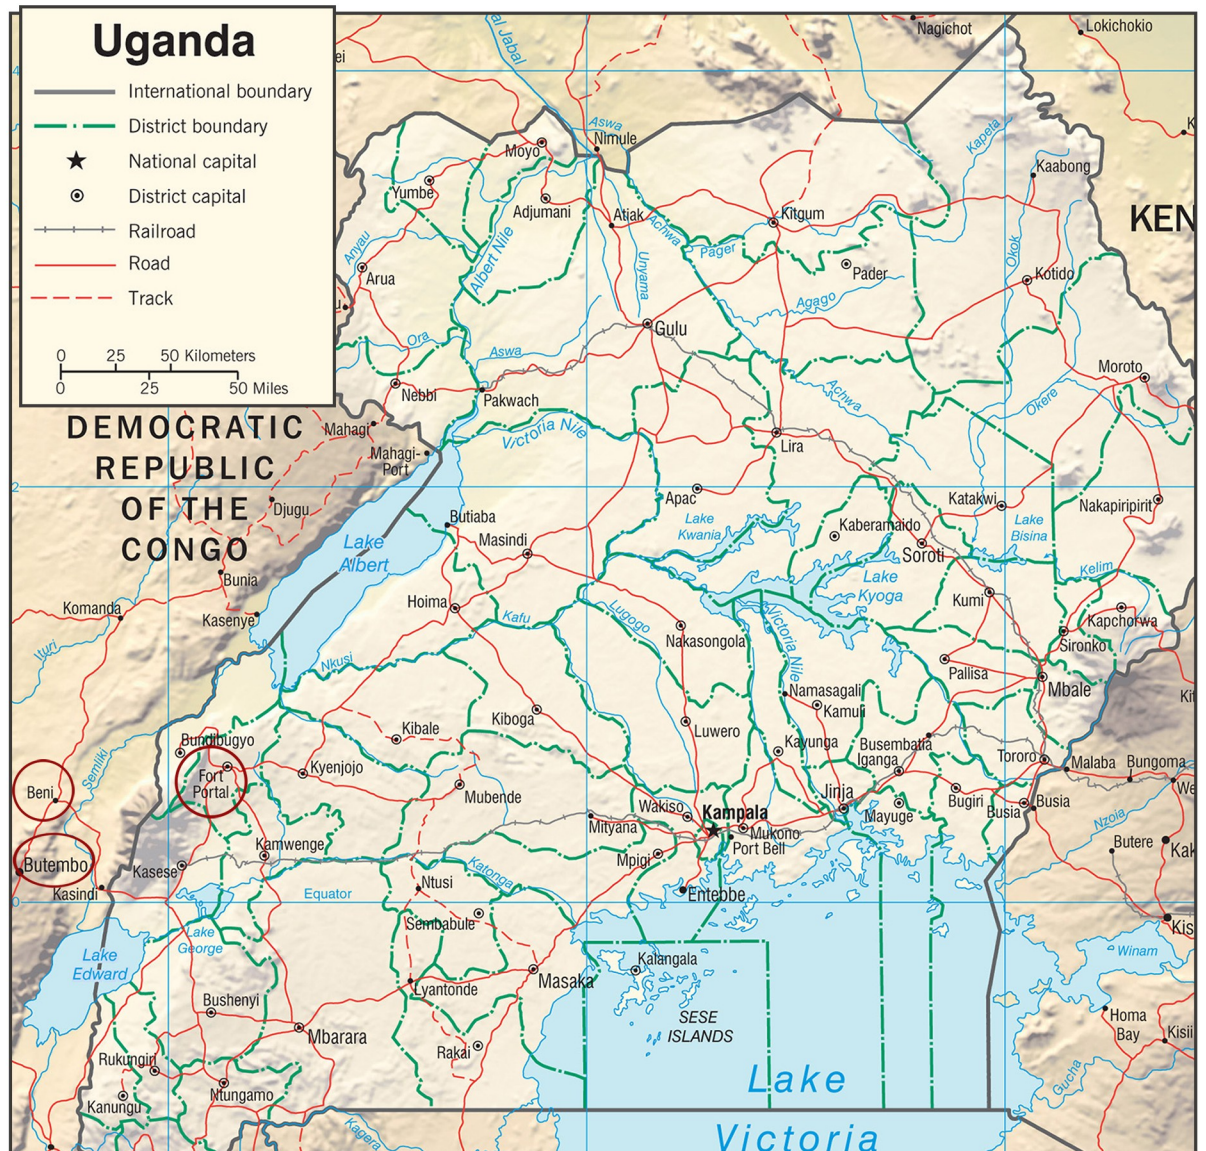 Uganda
International boundary
District boundary
National capital
District capital
Railroad
Road
Track
0 25 50 Kilometers
0 25 50 Miles
Nagichot
Lokichokio
Aswa
Nimule
Moyo
Kapeta
Kaabong
Yumbe
Adjumani
Atiak
Kitgum
KEN
Anyau
Albert Nile
Achwa
Pager
Okok
Arua
Unyama
Pader
Kotido
Agago
Gulu
Ora
Aswa
Moroto
Nebbi
Pakwach
Achwa
Okere
DEMOCRATIC
REPUBLIC
OF THE
CONGO
Mahagi
Victoria Nile
Lira
Mahagi-
Port
Djugu
Apac
Katakwi
Nakapiripirit
Butiaba
Lake
Kwania
Kaberamaido
Lake
Bisina
Lake
Albert
Masindi
Soroti
Bunia
Lake
Kyoga
Kelim
Komanda
Kasenye
Hoima
Kafu
Lugogo
Kumi
Kapchorwa
Victoria Nile
Nakasongola
Sironko
Ituri
Nkusi
Pallisa
Mbale
Namasagali
Kiboga
Kamuli
Kibale
Luwero
Bundibugyo
Kayunga
Busembatia
Iganga
Tororo
Malaba
Bungoma
Semliki
Fort
Portal
Kyenjojo
Beni
Mubende
Jinja
Bugiri
Busia
Busia
Wakiso
Kampala
Mayuge
Mityana
Mukono
Port Bell
Nzoia
Butere
Kak
Butembo
Kamwenge
Mpigi
Kasese
Kasindi
Katonga
Ntusi
Equator
Entebbe
Sembabule
Kis
Lake
George
Lake
Edward
Winam
Kalangala
Masaka
Lyantonde
Bushenyi
SESE
ISLANDS
Homa
Bay
Kisii
Mbarara
Rakai
Rukungiri
Ntungamo
Kanungu
Gucha
Lake
Victoria
Kagera